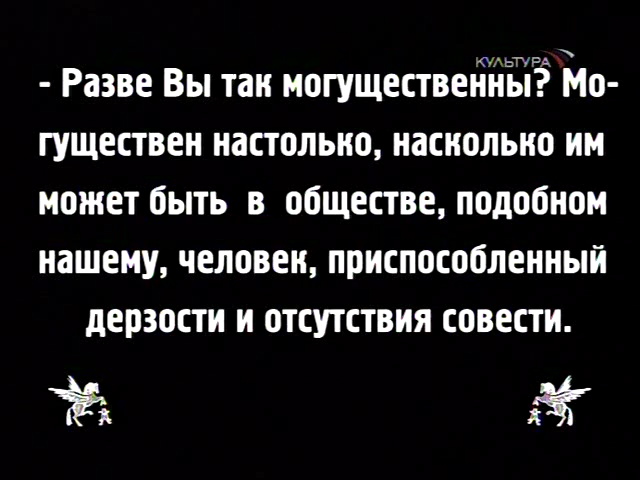 КУЛЬТУРА
- Разве Вы так могущественны? Мо-
гуществен настолько, насколько им
может быть в обществе, подобном
нашему, человек, приспособленный
дерзости и отсутствия совести.